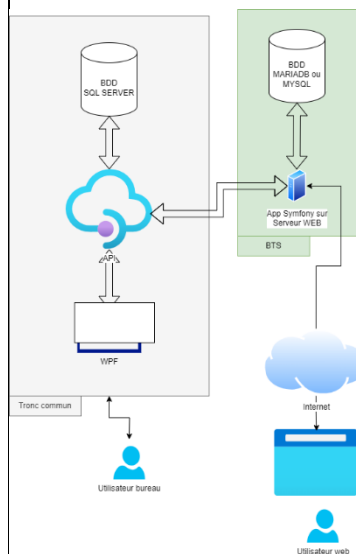 BDD
SQL SERVER
BDD
MARIADB ou
MYSQL
App Symfony sur
Serveur WEB
BTS
API
WPF
Tronc commun
Internet
Utilisateur bureau
Utilisateur web